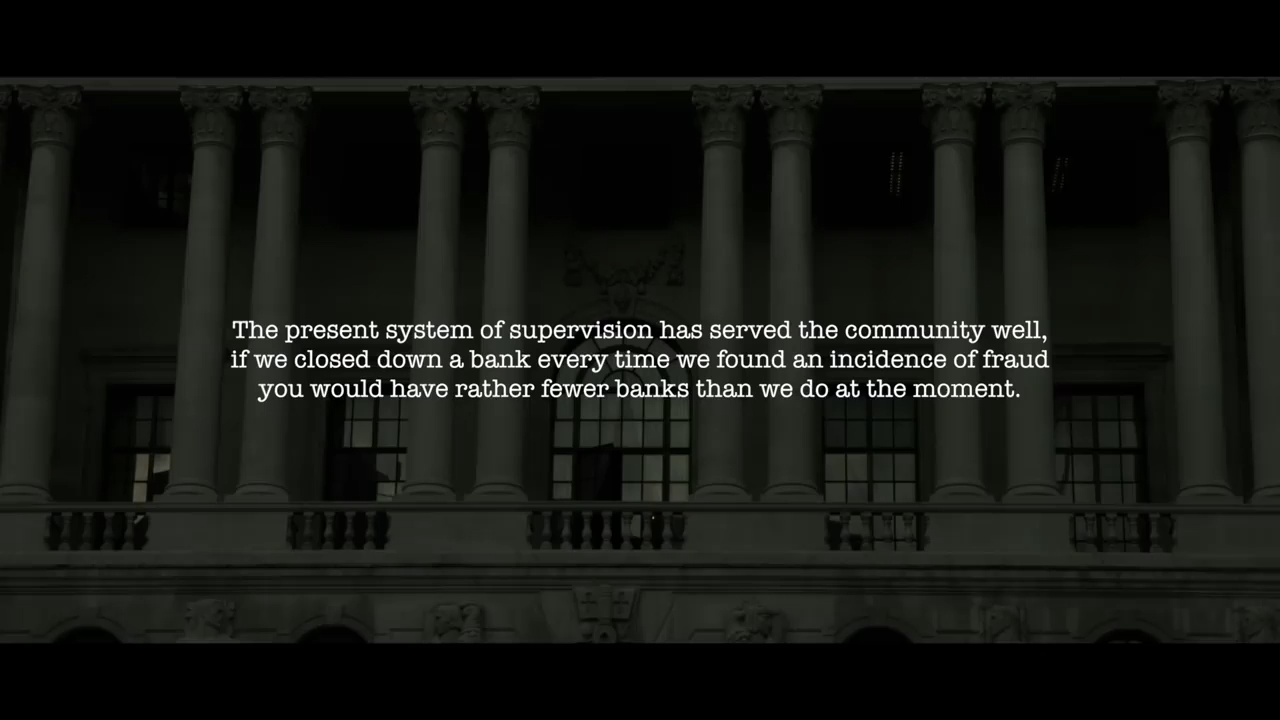 The present system of supervision has served the community well,
if we closed down a bank every time we found an incidence of fraud
you would have rather fewer banks than we do at the moment.